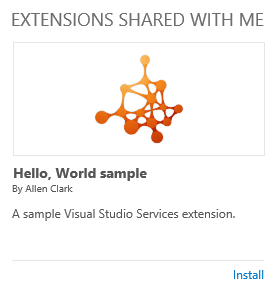 EXTENSIONS SHARED WITH ME
Hello, World sample
By Allen Clark
A sample Visual Studio Services extension.
Install